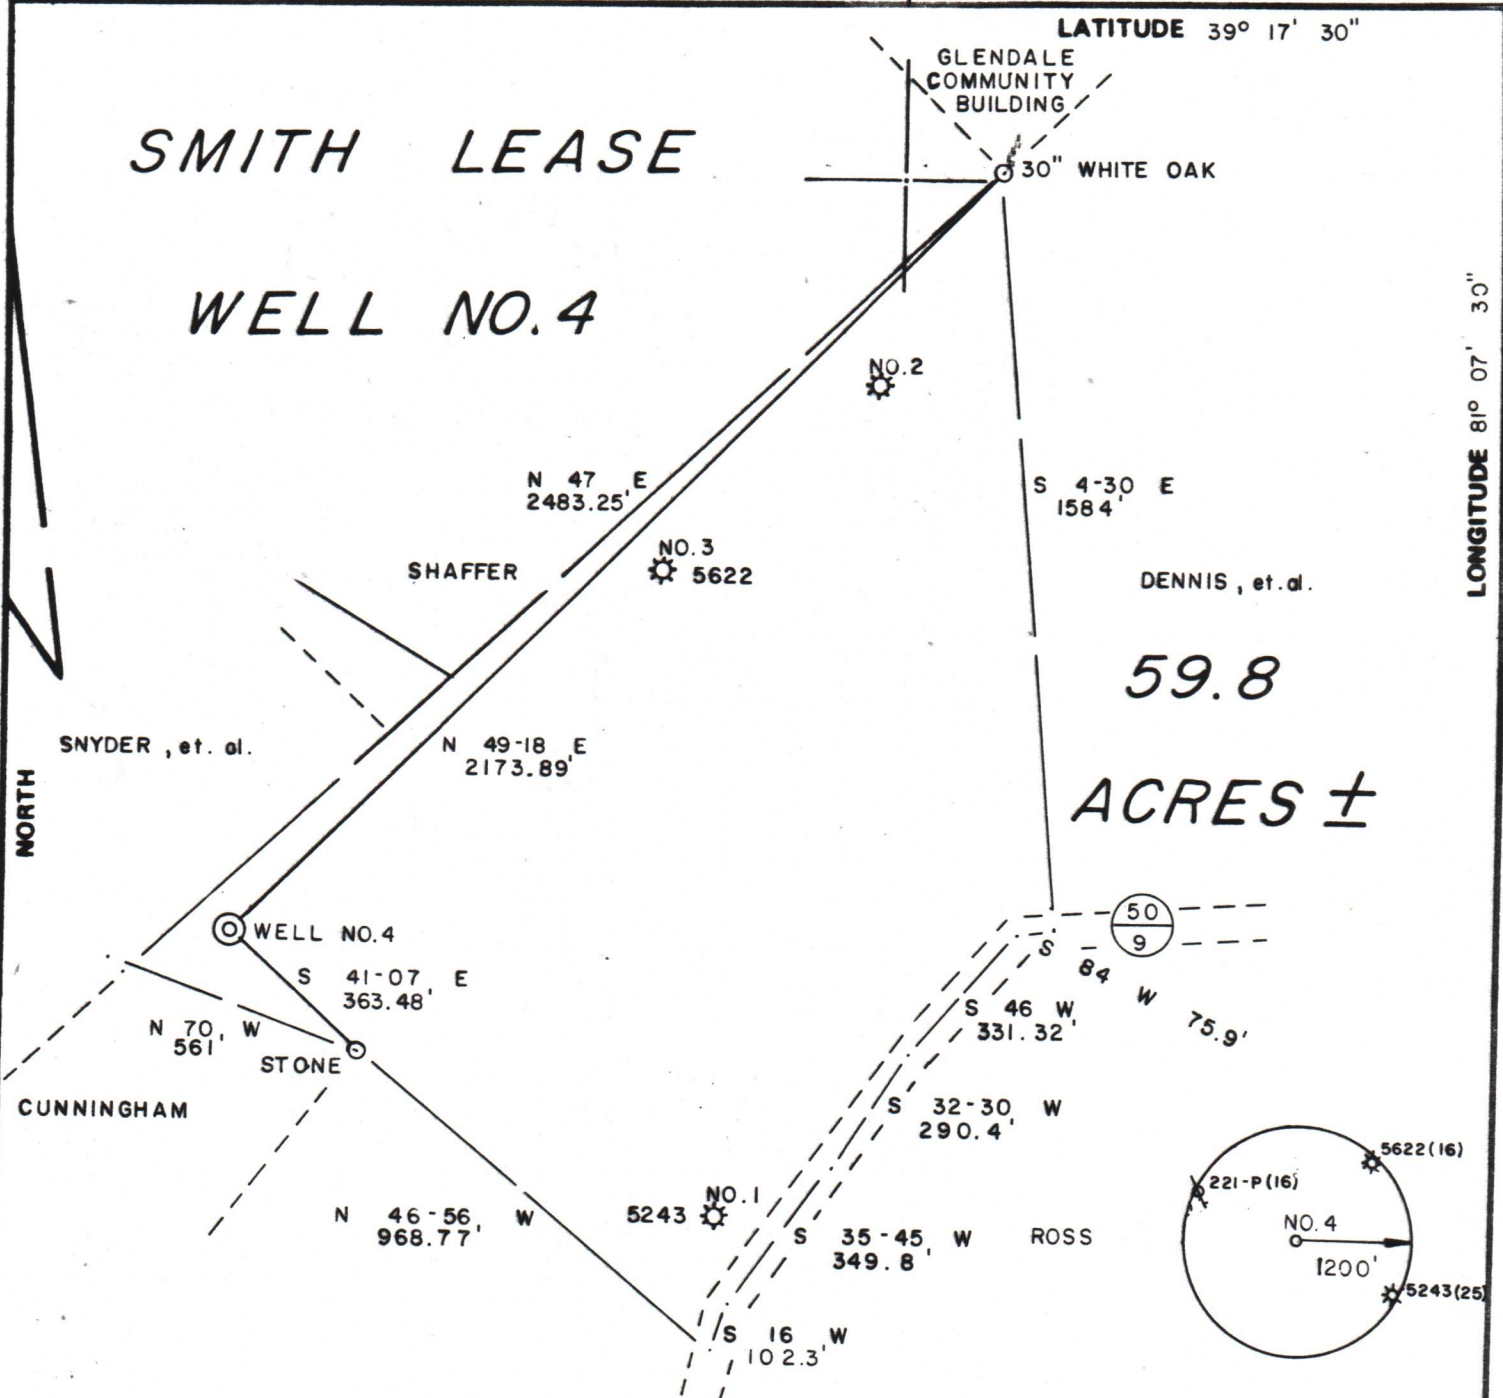 LATITUDE 39° 17' 30"
GLENDALE
COMMUNITY
BUILDING
SMITH LEASE
30" WHITE OAK
WELL NO. 4
LONGITUDE 81° 07' 30"
NO. 2
N 47 E
2483.25'
S 4-30 E
1584'
NO. 3
5622
SHAFFER
DENNIS, et. al.
59.8
SNYDER, et. al.
N 49-18 E
2173.89'
ACRES ±
NORTH
50
9
WELL NO. 4
S 84 W 75.9'
S 41-07 E
363.48'
S 46 W
331.32'
N 70 W
561'
STONE
CUNNINGHAM
S 32-30 W
290.4'
5622(16)
221-P(16)
NO. 1
5243
N 46-56 W
968.77'
S 35-45 W
349.8'
ROSS
NO. 4
1200'
5243(25)
S 16 W
102.3'